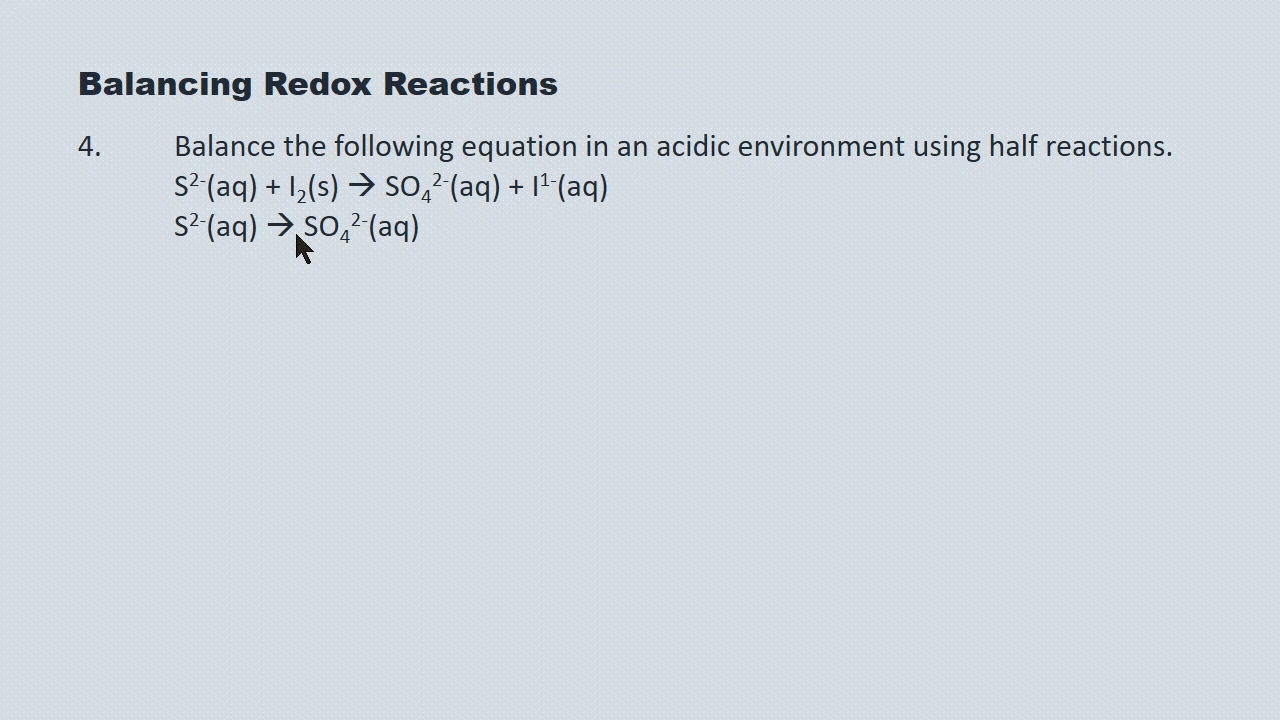 Balancing Redox Reactions
4. Balance the following equation in an acidic environment using half reactions.
S²⁻(aq) + I₂(s) → SO₄²⁻(aq) + I¹⁻(aq)
S²⁻(aq) → SO₄²⁻(aq)